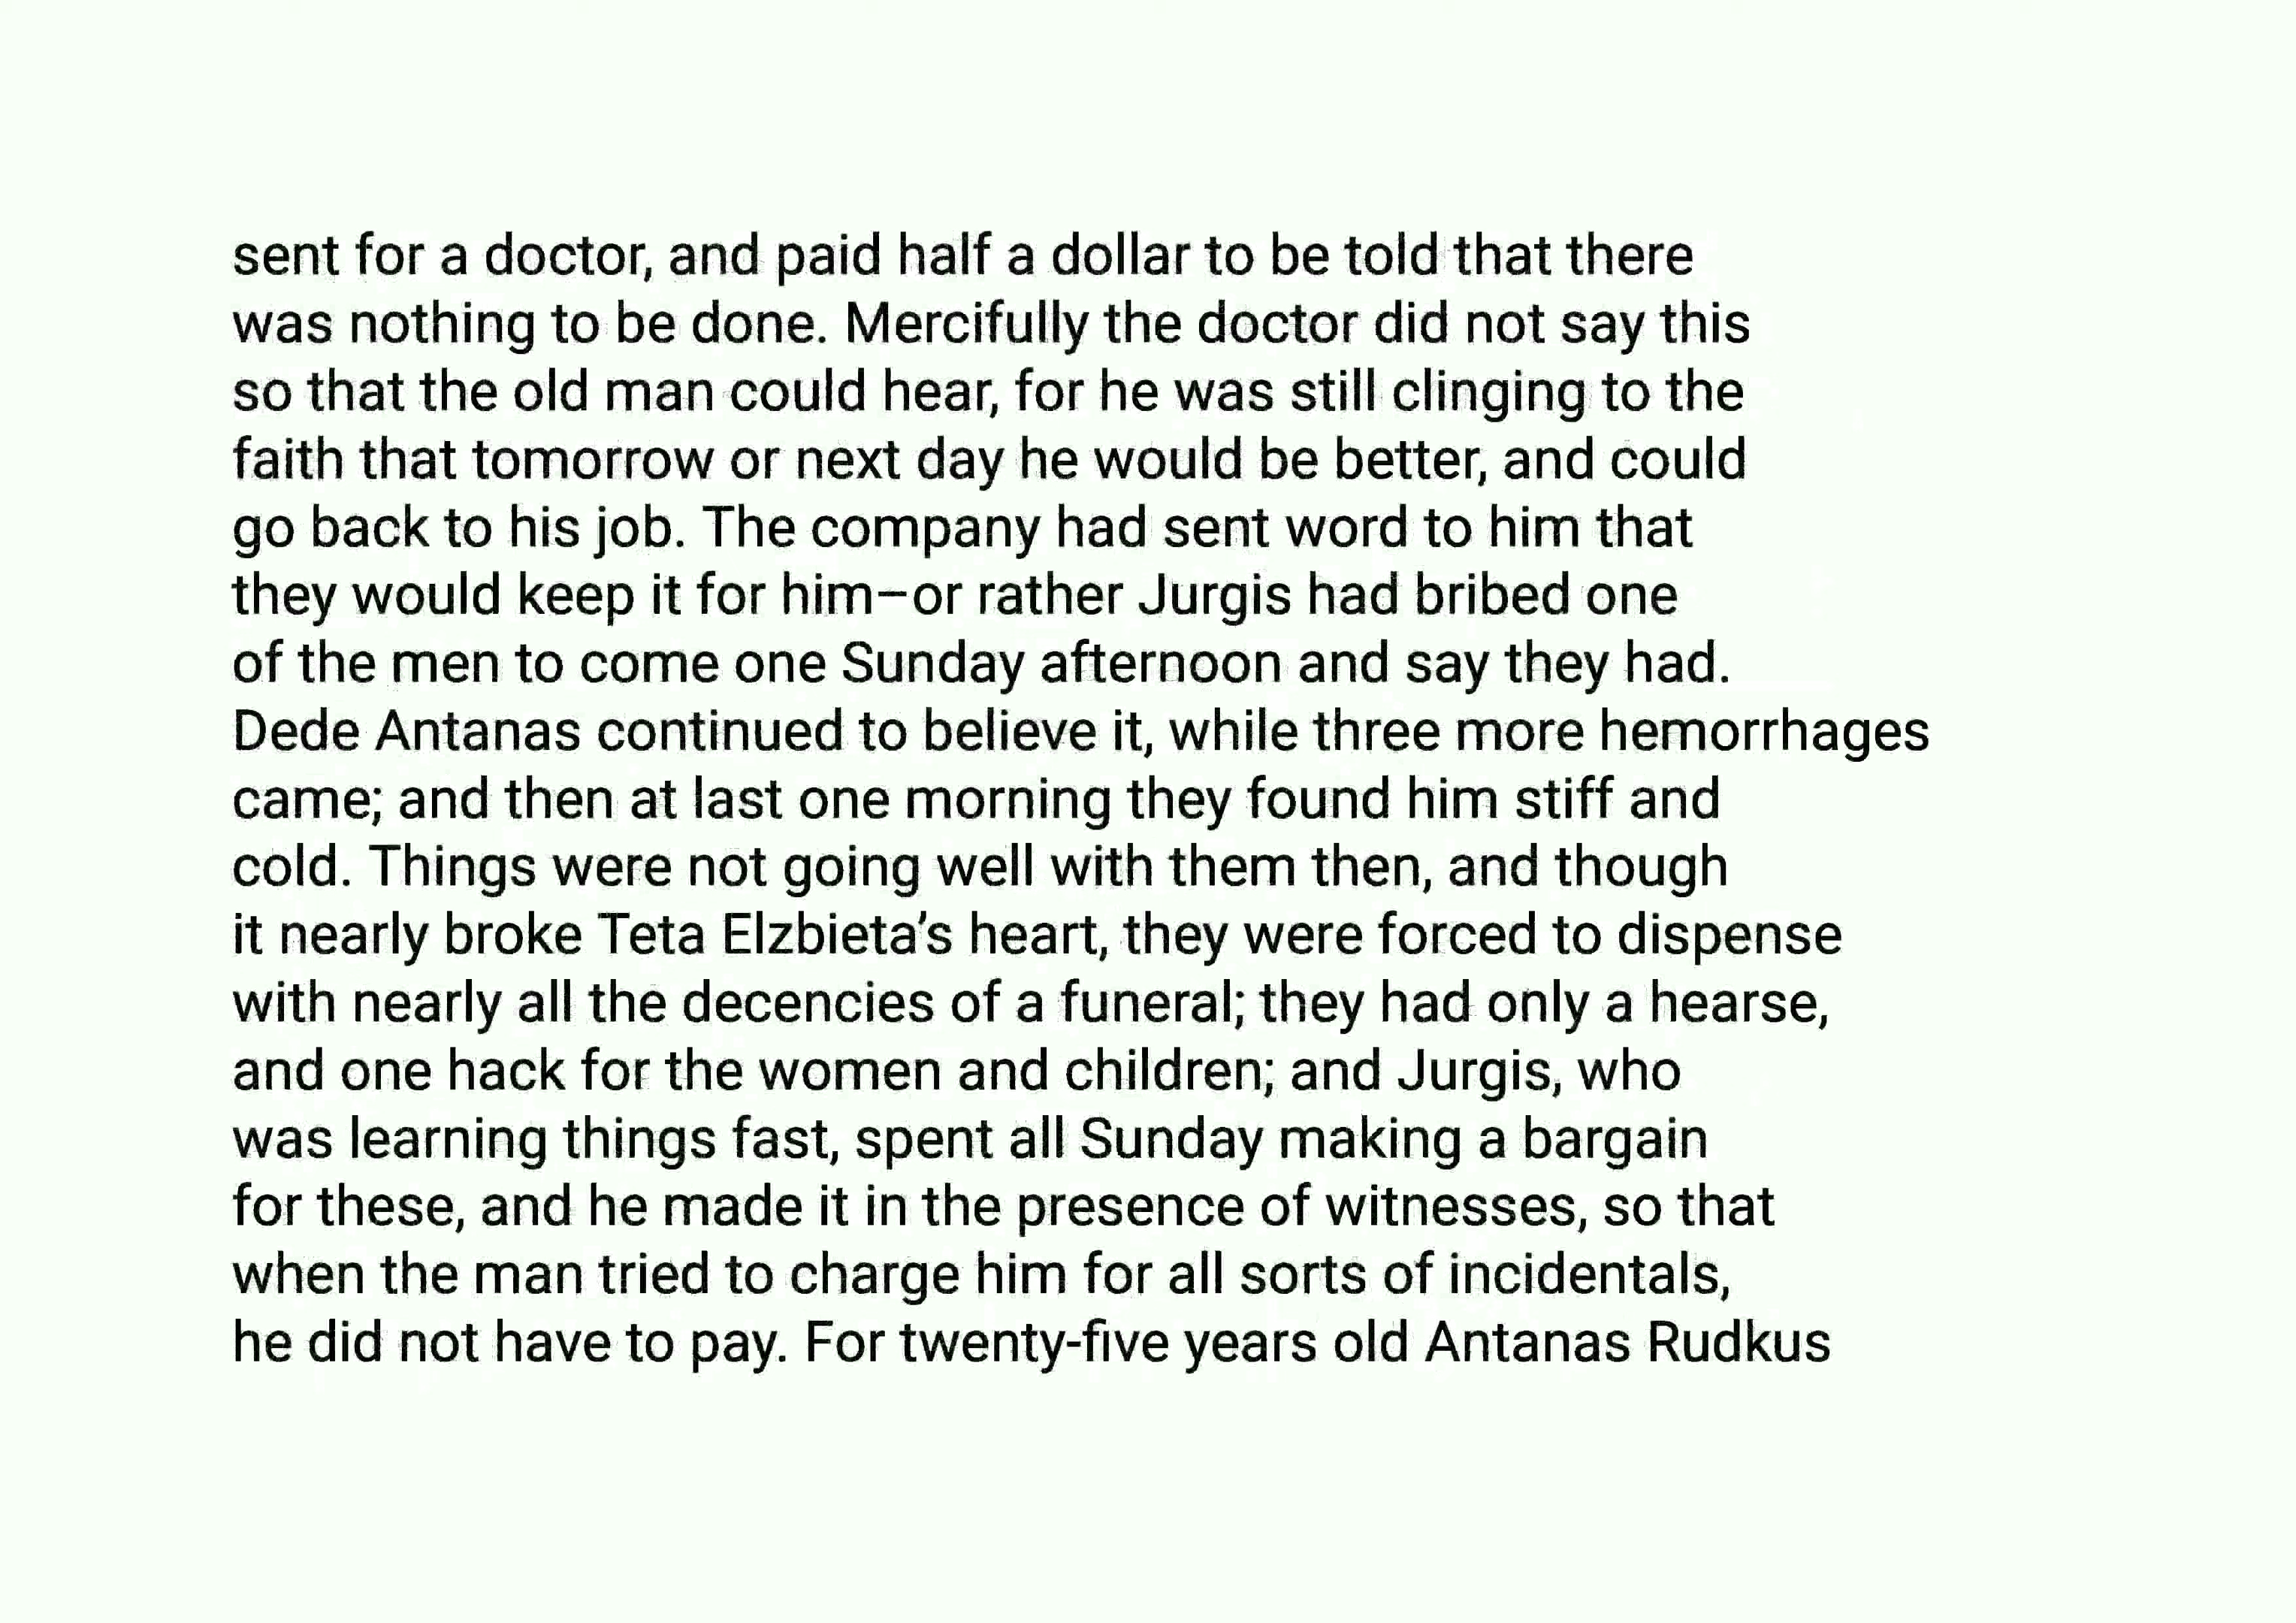 sent for a doctor, and paid half a dollar to be told that there
was nothing to be done. Mercifully the doctor did not say this
so that the old man could hear, for he was still clinging to the
faith that tomorrow or next day he would be better, and could
go back to his job. The company had sent word to him that
they would keep it for him–or rather Jurgis had bribed one
of the men to come one Sunday afternoon and say they had.
Dede Antanas continued to believe it, while three more hemorrhages
came; and then at last one morning they found him stiff and
cold. Things were not going well with them then, and though
it nearly broke Teta Elzbieta's heart, they were forced to dispense
with nearly all the decencies of a funeral; they had only a hearse,
and one hack for the women and children; and Jurgis, who
was learning things fast, spent all Sunday making a bargain
for these, and he made it in the presence of witnesses, so that
when the man tried to charge him for all sorts of incidentals,
he did not have to pay. For twenty-five years old Antanas Rudkus